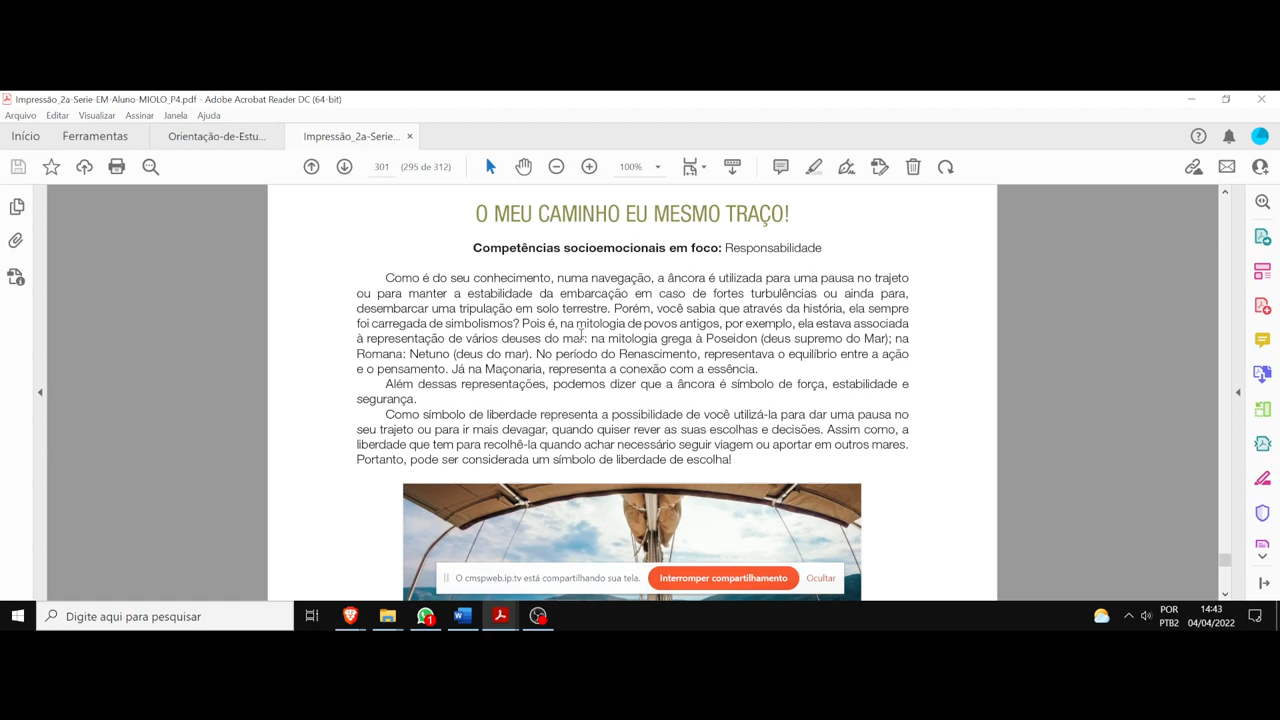 Impressão_2a-Serie-EM-Aluno-MIOLO_P4.pdf - Adobe Acrobat Reader DC (64-bit)
Arquivo Editar Visualizar Assinar Janela Ajuda
Início Ferramentas Orientação-de-Estu... Impressão_2a-Serie... ×
301 (295 de 312) 100%
O MEU CAMINHO EU MESMO TRAÇO!
Competências socioemocionais em foco: Responsabilidade
Como é do seu conhecimento, numa navegação, a âncora é utilizada para uma pausa no trajeto
ou para manter a estabilidade da embarcação em caso de fortes turbulências ou ainda para,
desembarcar uma tripulação em solo terrestre. Porém, você sabia que através da história, ela sempre
foi carregada de simbolismos? Pois é, na mitologia de povos antigos, por exemplo, ela estava associada
à representação de vários deuses do mar: na mitologia grega à Poseidon (deus supremo do Mar); na
Romana: Netuno (deus do mar). No período do Renascimento, representava o equilíbrio entre a ação
e o pensamento. Já na Maçonaria, representa a conexão com a essência.
Além dessas representações, podemos dizer que a âncora é símbolo de força, estabilidade e
segurança.
Como símbolo de liberdade representa a possibilidade de você utilizá-la para dar uma pausa no
seu trajeto ou para ir mais devagar, quando quiser rever as suas escolhas e decisões. Assim como, a
liberdade que tem para recolhê-la quando achar necessário seguir viagem ou aportar em outros mares.
Portanto, pode ser considerada um símbolo de liberdade de escolha!
O cmspweb.ip.tv está compartilhando sua tela. Interromper compartilhamento Ocultar
Digite aqui para pesquisar
1
POR
PTB2
14:43
04/04/2022